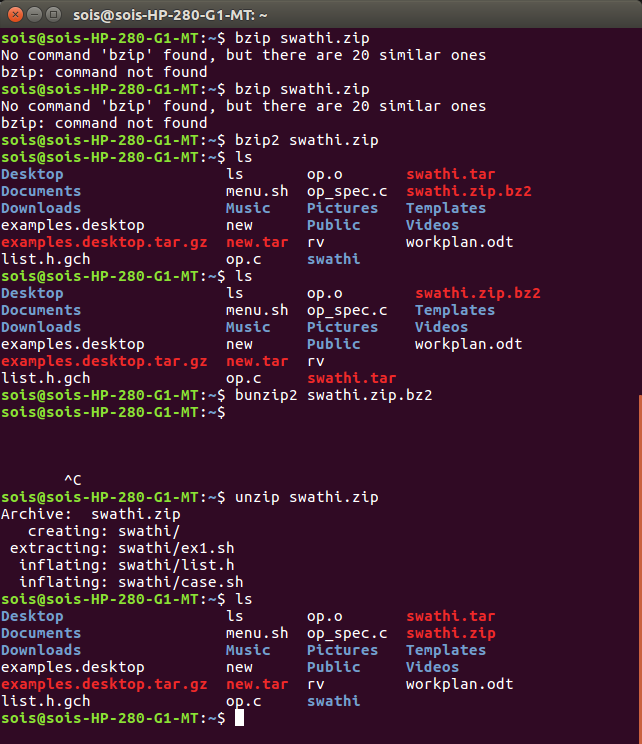 sois@sois-HP-280-G1-MT: ~
sois@sois-HP-280-G1-MT:~$ bzip swathi.zip
No command 'bzip' found, but there are 20 similar ones
bzip: command not found
sois@sois-HP-280-G1-MT:~$ bzip swathi.zip
No command 'bzip' found, but there are 20 similar ones
bzip: command not found
sois@sois-HP-280-G1-MT:~$ bzip2 swathi.zip
sois@sois-HP-280-G1-MT:~$ ls
Desktop                  ls       op.o       swathi.tar
Documents                menu.sh  op_spec.c  swathi.zip.bz2
Downloads                Music    Pictures   Templates
examples.desktop         new      Public     Videos
examples.desktop.tar.gz  new.tar  rv         workplan.odt
list.h.gch               op.c     swathi
sois@sois-HP-280-G1-MT:~$ ls
Desktop                  ls       op.o        swathi.zip.bz2
Documents                menu.sh  op_spec.c   Templates
Downloads                Music    Pictures    Videos
examples.desktop         new      Public      workplan.odt
examples.desktop.tar.gz  new.tar  rv
list.h.gch               op.c     swathi.tar
sois@sois-HP-280-G1-MT:~$ bunzip2 swathi.zip.bz2
sois@sois-HP-280-G1-MT:~$
^C
sois@sois-HP-280-G1-MT:~$ unzip swathi.zip
Archive:  swathi.zip
   creating: swathi/
 extracting: swathi/ex1.sh
  inflating: swathi/list.h
  inflating: swathi/case.sh
sois@sois-HP-280-G1-MT:~$ ls
Desktop                  ls       op.o       swathi.tar
Documents                menu.sh  op_spec.c  swathi.zip
Downloads                Music    Pictures   Templates
examples.desktop         new      Public     Videos
examples.desktop.tar.gz  new.tar  rv         workplan.odt
list.h.gch               op.c     swathi
sois@sois-HP-280-G1-MT:~$